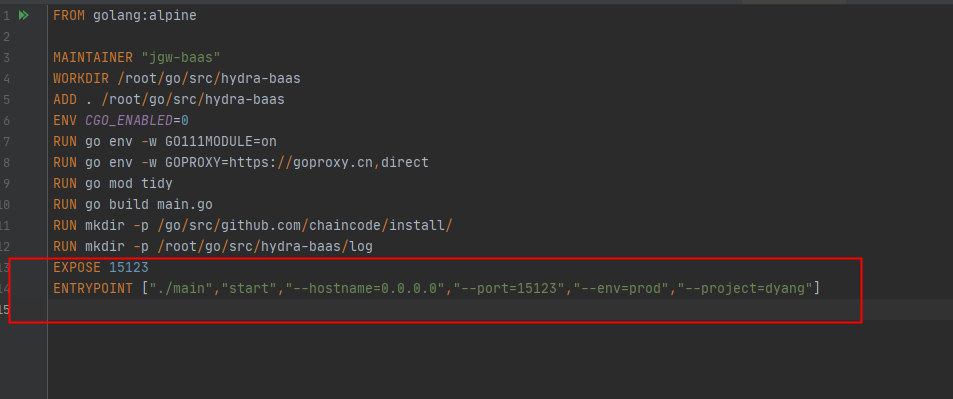 1 FROM golang:alpine
2
3 MAINTAINER "jgw-baas"
4 WORKDIR /root/go/src/hydra-baas
5 ADD . /root/go/src/hydra-baas
6 ENV CGO_ENABLED=0
7 RUN go env -w GO111MODULE=on
8 RUN go env -w GOPROXY=https://goproxy.cn,direct
9 RUN go mod tidy
10 RUN go build main.go
11 RUN mkdir -p /go/src/github.com/chaincode/install/
12 RUN mkdir -p /root/go/src/hydra-baas/log
13 EXPOSE 15123
14 ENTRYPOINT ["./main","start","--hostname=0.0.0.0","--port=15123","--env=prod","--project=dyang"]
15